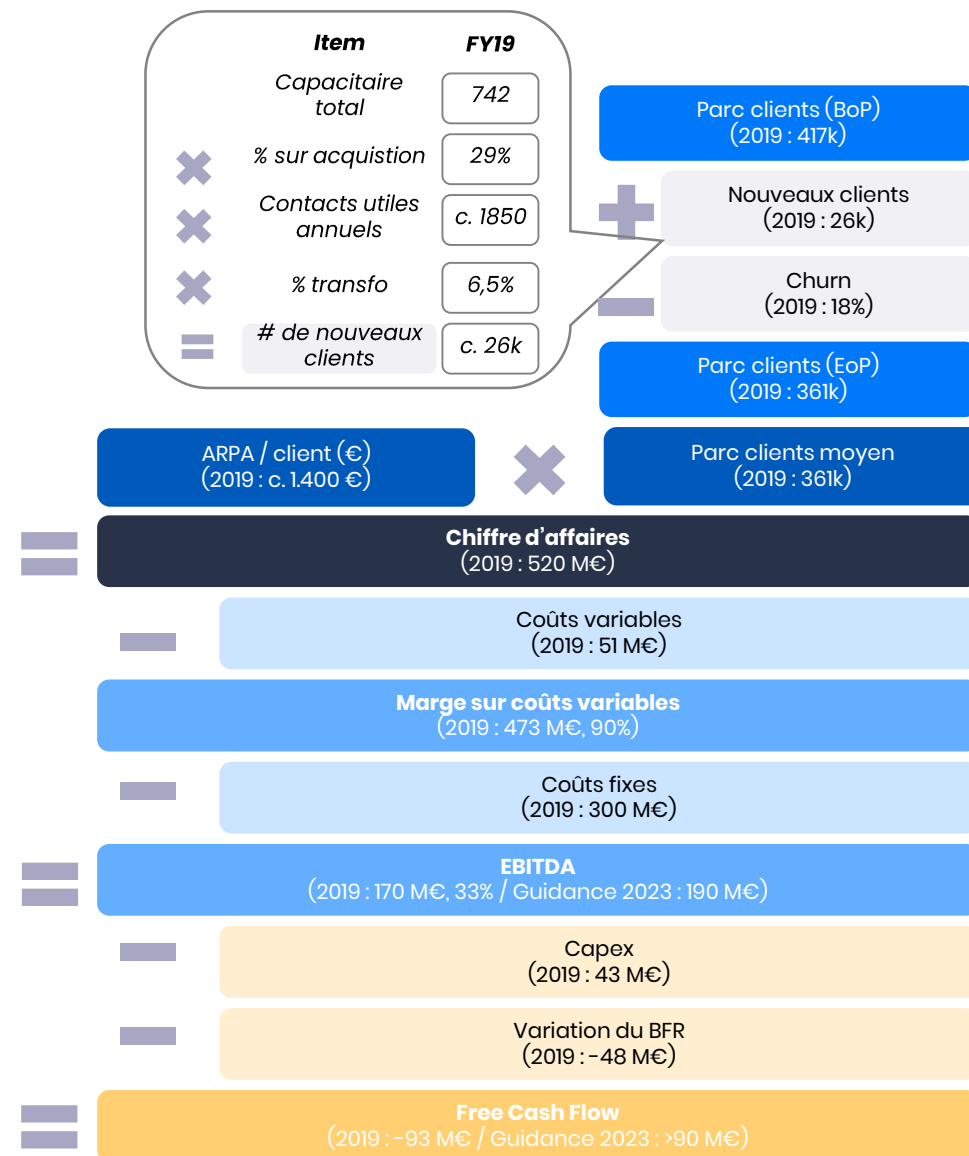 Item
FY19
Capacitaire
total
742
% sur acquistion
29%
Contacts utiles
annuels
c. 1850
% transfo
6,5%
# de nouveaux
clients
c. 26k
Parc clients (BoP)
(2019 : 417k)
Nouveaux clients
(2019 : 26k)
Churn
(2019 : 18%)
Parc clients (EoP)
(2019 : 361k)
ARPA / client (€)
(2019 : c. 1.400 €)
Parc clients moyen
(2019 : 361k)
Chiffre d'affaires
(2019 : 520 M€)
Coûts variables
(2019 : 51 M€)
Marge sur coûts variables
(2019 : 473 M€, 90%)
Coûts fixes
(2019 : 300 M€)
EBITDA
(2019 : 170 M€, 33% / Guidance 2023 : 190 M€)
Capex
(2019 : 43 M€)
Variation du BFR
(2019 : -48 M€)
Free Cash Flow
(2019 : -93 M€ / Guidance 2023 : >90 M€)